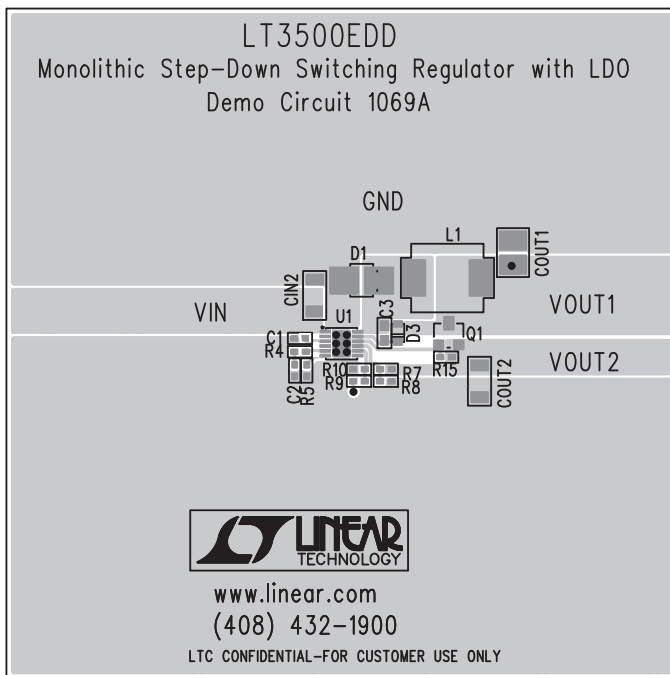 LT3500EDD
Monolithic Step-Down Switching Regulator with LDO
Demo Circuit 1069A
GND
L1
COUT1
D1
CIN2
VIN
U1
C3
D3
Q1
VOUT1
C1
R4
C2
R5
R10
R9
R7
R8
R15
COUT2
VOUT2
LINEAR
TECHNOLOGY
www.linear.com
(408) 432-1900
LTC CONFIDENTIAL-FOR CUSTOMER USE ONLY